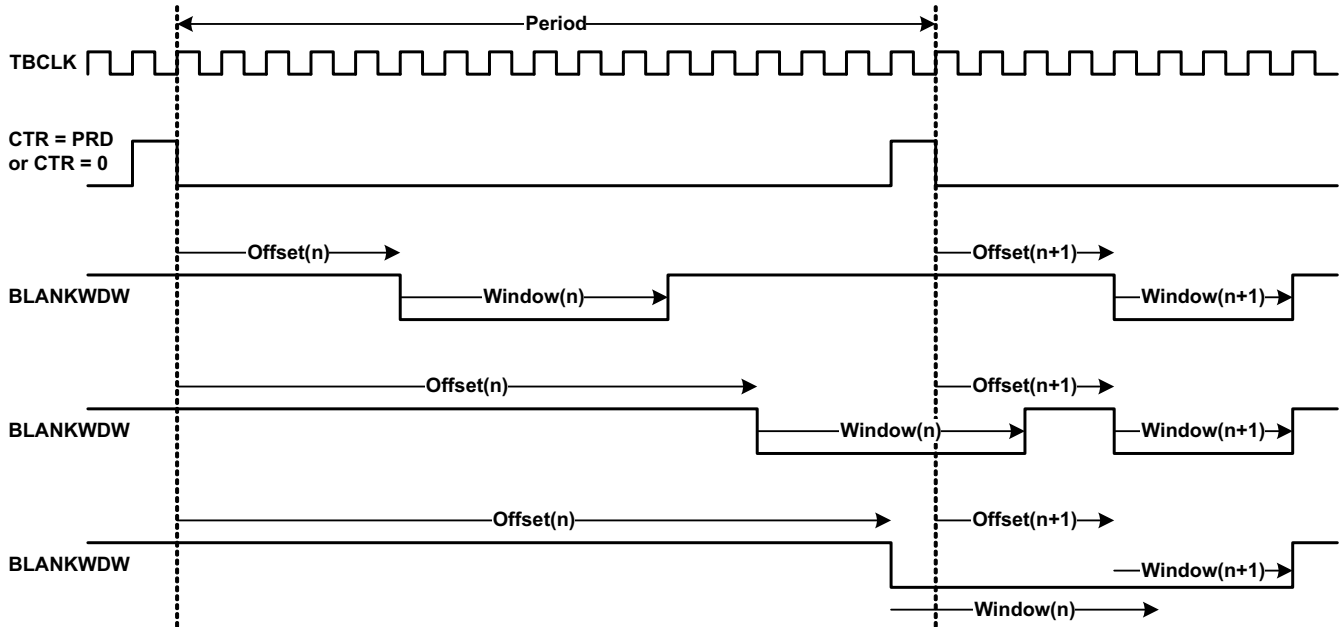 Period
TBCLK
CTR = PRD
or CTR = 0
Offset(n)
Offset(n+1)
BLANKWDW
Window(n)
Window(n+1)
Offset(n)
Offset(n+1)
BLANKWDW
Window(n)
Window(n+1)
Offset(n)
Offset(n+1)
BLANKWDW
Window(n+1)
Window(n)